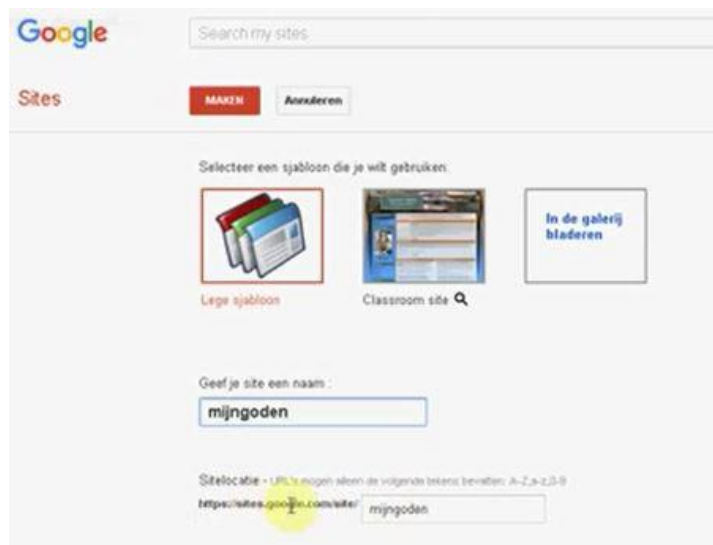 Google
Search my sites
Sites
MAKEN
Annuleren
Selecteer een sjabloon die je wilt gebruiken:
In de galerij
bladeren
Lege sjabloon
Classroom site
Geef je site een naam :
mijngoden
Sitelocatie - URL's mogen alleen de volgende tekens bevatten: A-Z,a-z,0-9
https://sites.google.com/site/ mijngoden